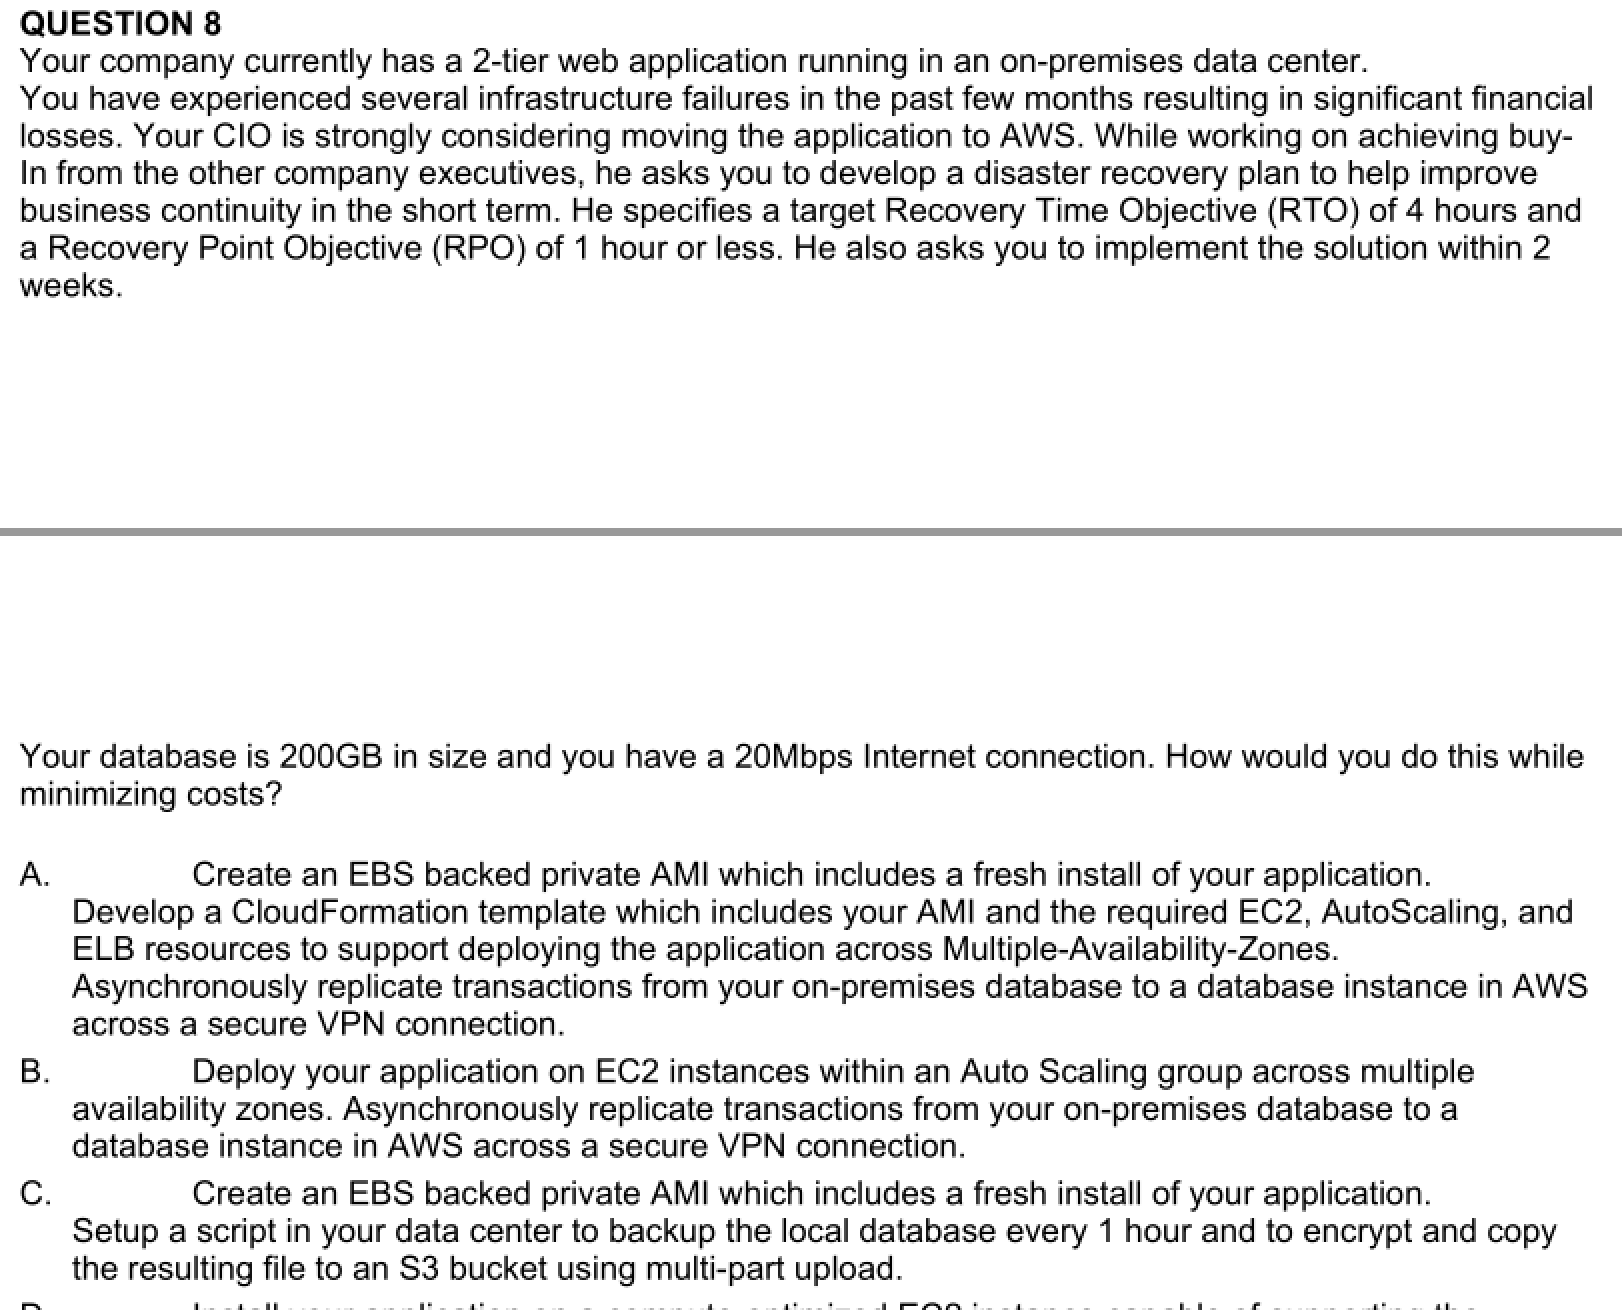 QUESTION 8
Your company currently has a 2-tier web application running in an on-premises data center.
You have experienced several infrastructure failures in the past few months resulting in significant financial
losses. Your CIO is strongly considering moving the application to AWS. While working on achieving buy-
In from the other company executives, he asks you to develop a disaster recovery plan to help improve
business continuity in the short term. He specifies a target Recovery Time Objective (RTO) of 4 hours and
a Recovery Point Objective (RPO) of 1 hour or less. He also asks you to implement the solution within 2
weeks.
Your database is 200GB in size and you have a 20Mbps Internet connection. How would you do this while
minimizing costs?
A. Create an EBS backed private AMI which includes a fresh install of your application.
Develop a CloudFormation template which includes your AMI and the required EC2, AutoScaling, and
ELB resources to support deploying the application across Multiple-Availability-Zones.
Asynchronously replicate transactions from your on-premises database to a database instance in AWS
across a secure VPN connection.
B. Deploy your application on EC2 instances within an Auto Scaling group across multiple
availability zones. Asynchronously replicate transactions from your on-premises database to a
database instance in AWS across a secure VPN connection.
C. Create an EBS backed private AMI which includes a fresh install of your application.
Setup a script in your data center to backup the local database every 1 hour and to encrypt and copy
the resulting file to an S3 bucket using multi-part upload.